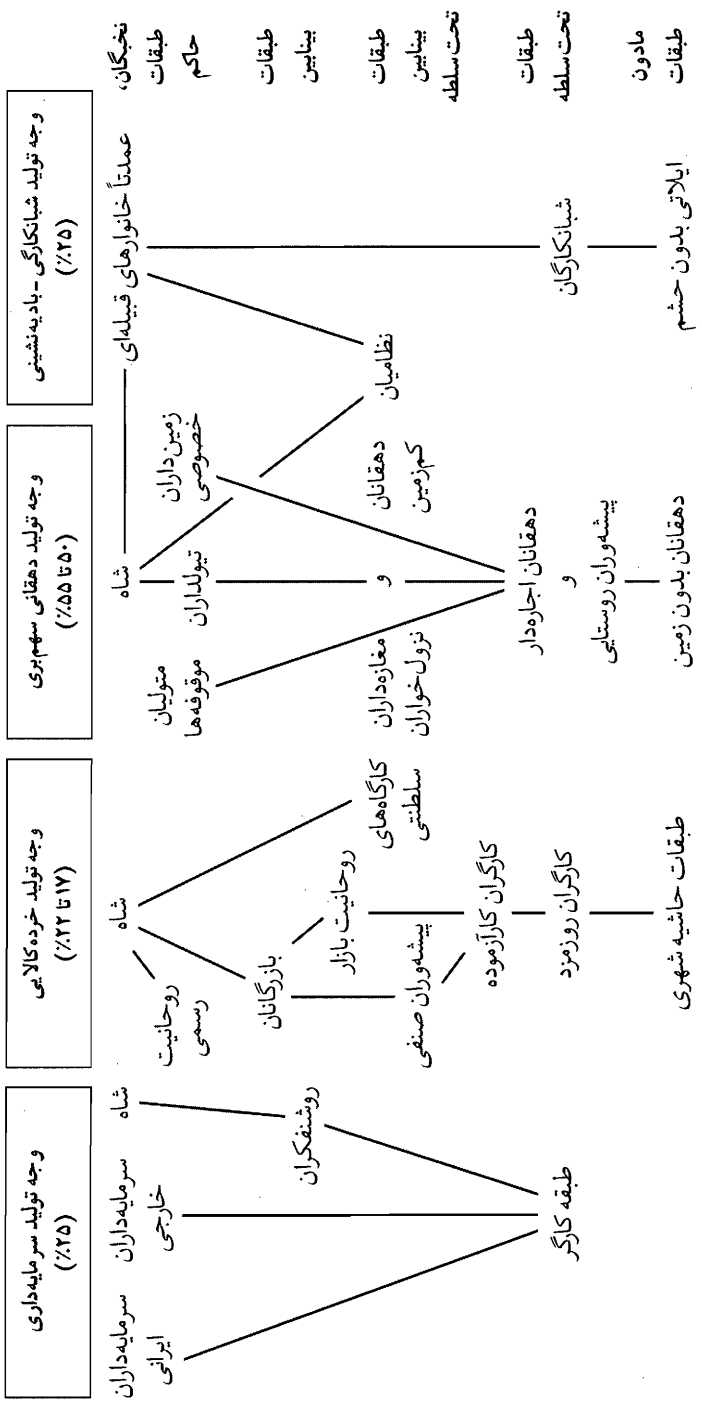 وجه تولید شبانکارگی - بادیه‌نشینی
(٪۲۵)
وجه تولید دهقانی سهم‌بری
(۵۰ تا ۵۵٪)
وجه تولید خرده‌کالایی
(۱۷ تا ۲۲٪)
وجه تولید سرمایه‌داری
(٪۲۵)
نخبگان،
طبقات
حاکم
عمدتاً خانوارهای قبیله‌ای
شاه
زمین‌داران
خصوصی
تیولداران
متولیان
موقوفه‌ها
شاه
روحانیت
رسمی
شاه
سرمایه‌داران
خارجی
سرمایه‌داران
ایرانی
طبقات
بینابین
بازرگانان
روحانیت بازار
روشنفکران
طبقات
بینابین
تحت‌سلطه
نظامیان
دهقانان
کم‌زمین
و
مغازه‌داران
نزول‌خواران
کارگاه‌های
سلطنتی
پیشه‌وران صنفی
طبقات
تحت‌سلطه
شبانکارگان
دهقانان اجاره‌دار
و
پیشه‌وران روستایی
کارگران کارآزموده
کارگران روزمزد
طبقه کارگر
طبقات
مادون
ایلاتی بدون حشم
دهقانان بدون زمین
طبقات حاشیه شهری